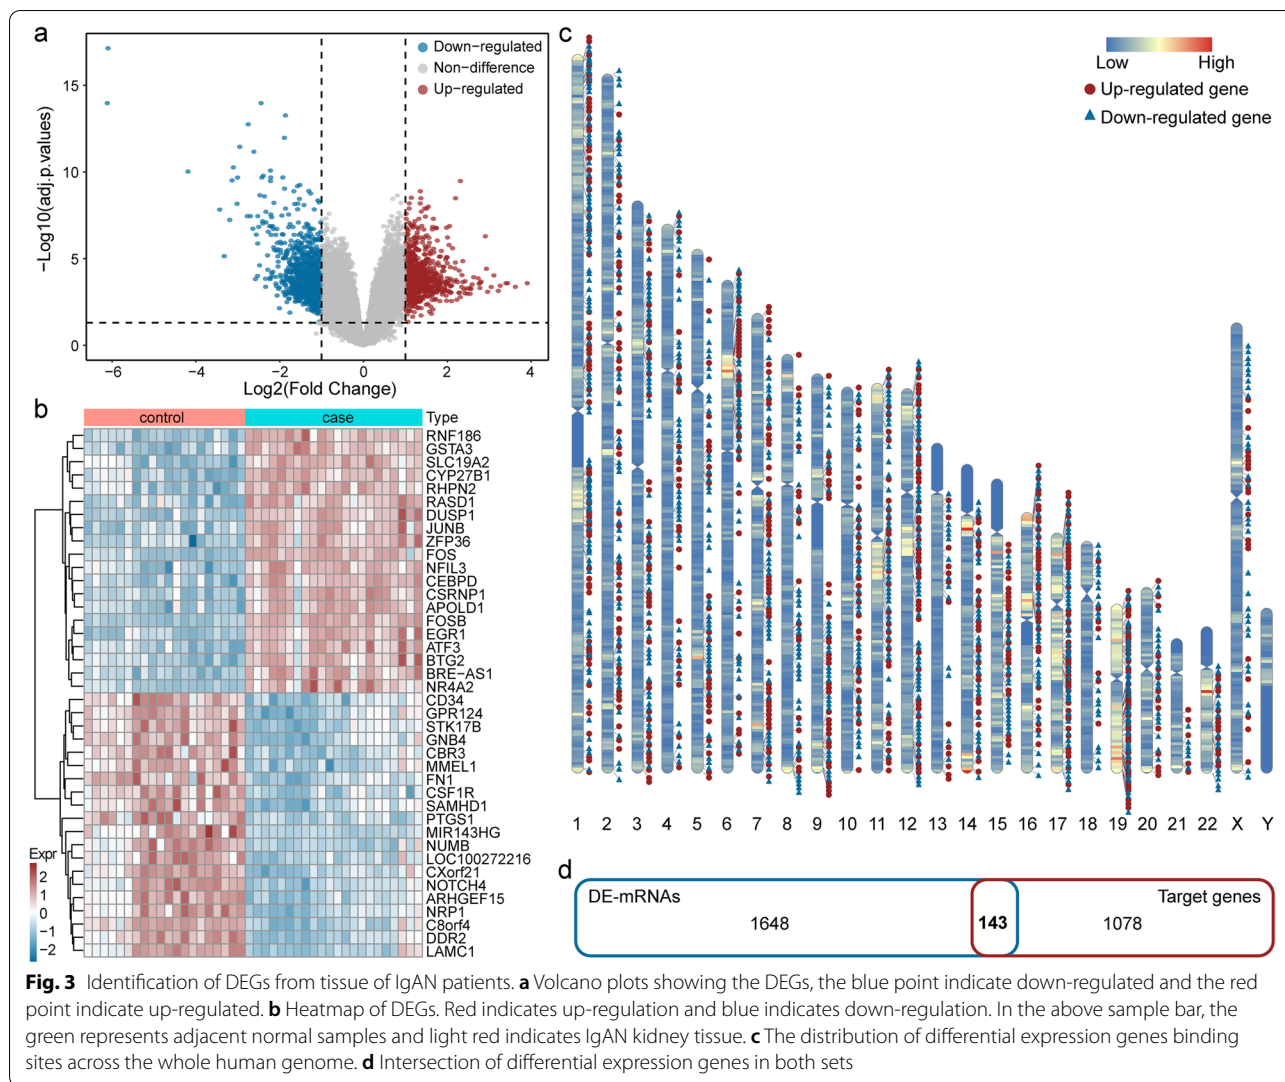 a
Down−regulated
Non−difference
Up−regulated
−Log10(adj.p.values)
15
10
5
0
−6
−4
−2
0
2
4
Log2(Fold Change)
b
control
case
Type
RNF186
GSTA3
SLC19A2
CYP27B1
RHPN2
RASD1
DUSP1
JUNB
ZFP36
FOS
NFIL3
CEBPD
CSRNP1
APOLD1
FOSB
EGR1
ATF3
BTG2
BRE−AS1
NR4A2
CD34
GPR124
STK17B
GNB4
CBR3
MMEL1
FN1
CSF1R
SAMHD1
PTGS1
MIR143HG
NUMB
LOC100272216
CXorf21
NOTCH4
ARHGEF15
NRP1
C8orf4
DDR2
LAMC1
Expr
2
1
0
−1
−2
c
Low High
Up-regulated gene
Down-regulated gene
1 2 3 4 5 6 7 8 9 10 11 12 13 14 15 16 17 18 19 20 21 22 X Y
d
DE-mRNAs
Target genes
1648
143
1078
Fig. 3 Identification of DEGs from tissue of IgAN patients. a Volcano plots showing the DEGs, the blue point indicate down-regulated and the red
point indicate up-regulated. b Heatmap of DEGs. Red indicates up-regulation and blue indicates down-regulation. In the above sample bar, the
green represents adjacent normal samples and light red indicates IgAN kidney tissue. c The distribution of differential expression genes binding
sites across the whole human genome. d Intersection of differential expression genes in both sets